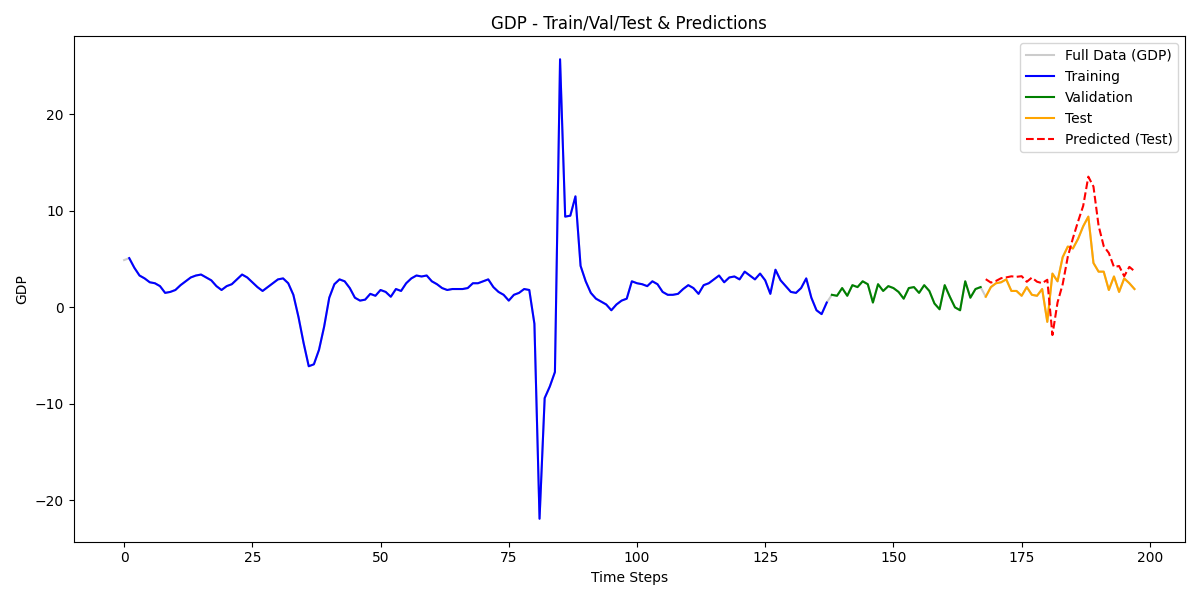 GDP - Train/Val/Test & Predictions
Full Data (GDP)
Training
Validation
Test
Predicted (Test)
GDP
20
10
0
−10
−20
0 25 50 75 100 125 150 175 200
Time Steps